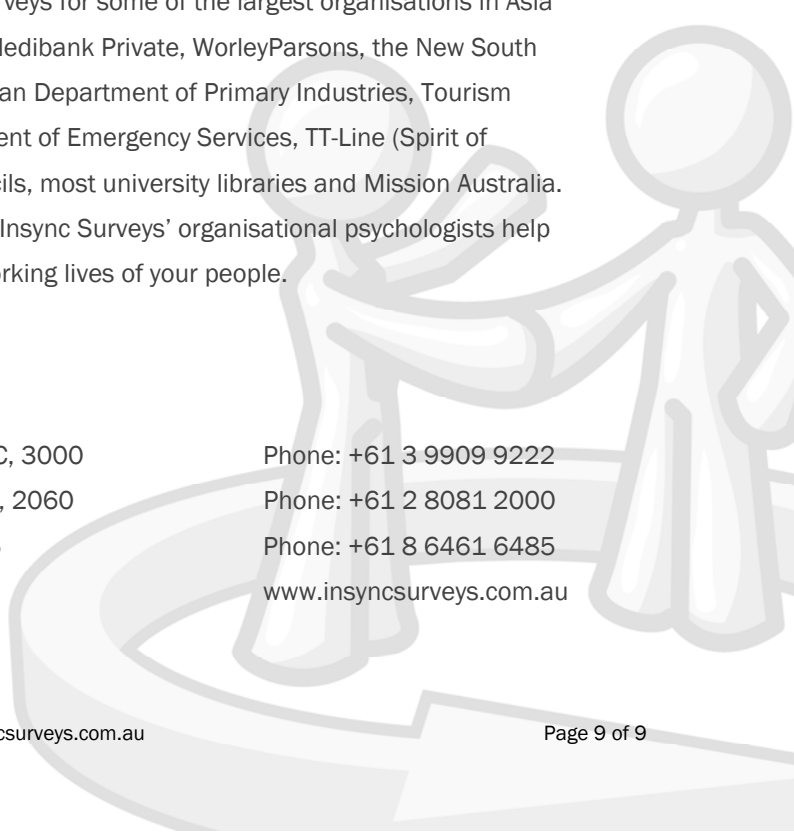 rveys for some of the largest organisations in Asia
Medibank Private, WorleyParsons, the New South
an Department of Primary Industries, Tourism
ent of Emergency Services, TT-Line (Spirit of
cils, most university libraries and Mission Australia.
Insync Surveys’ organisational psychologists help
orking lives of your people.
C, 3000 Phone: +61 3 9909 9222
, 2060 Phone: +61 2 8081 2000
Phone: +61 8 6461 6485
www.insyncsurveys.com.au
csurveys.com.au Page 9 of 9